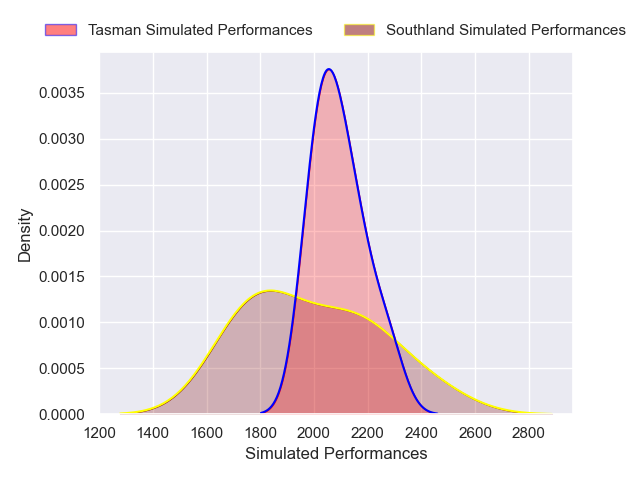 Tasman Simulated Performances
Southland Simulated Performances
0.0035
0.0030
0.0025
0.0020
0.0015
0.0010
0.0005
0.0000
Density
1200 1400 1600 1800 2000 2200 2400 2600 2800
Simulated Performances